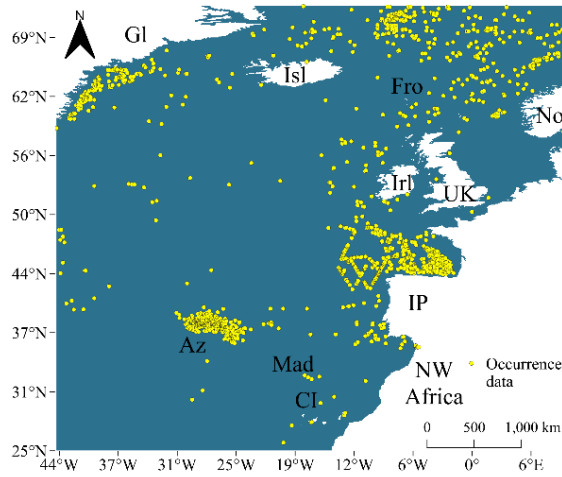 N
Gl
69°N
Isl
Fro
62°N
No
56°N
Irl
UK
50°N
44°N
IP
37°N
Az
Mad
NW
Africa
Occurrence
data
31°N
CI
0 500 1,000 km
25°N
44°W 37°W 31°W 25°W 19°W 12°W 6°W 0° 6°E